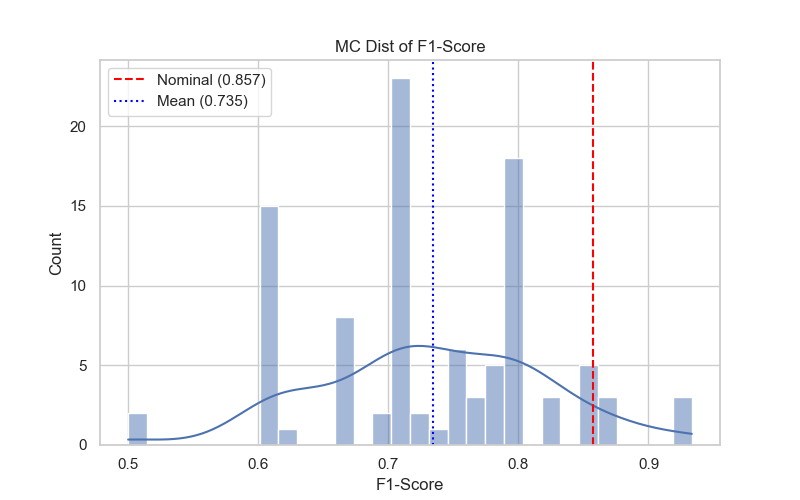 MC Dist of F1-Score
Nominal (0.857)
Mean (0.735)
Count
20
15
10
5
0
0.5 0.6 0.7 0.8 0.9
F1-Score